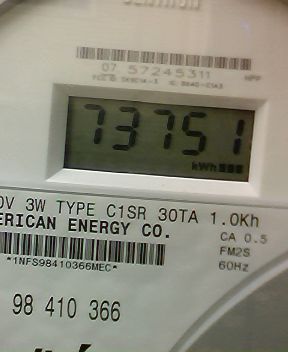 07 57245311
73751
kWh
0V 3W TYPE C1SR 30TA 1.0Kh
ERICAN ENERGY CO.
CA 0.5
*1NFS98410366MEC*
FM2S
60Hz
98 410 366